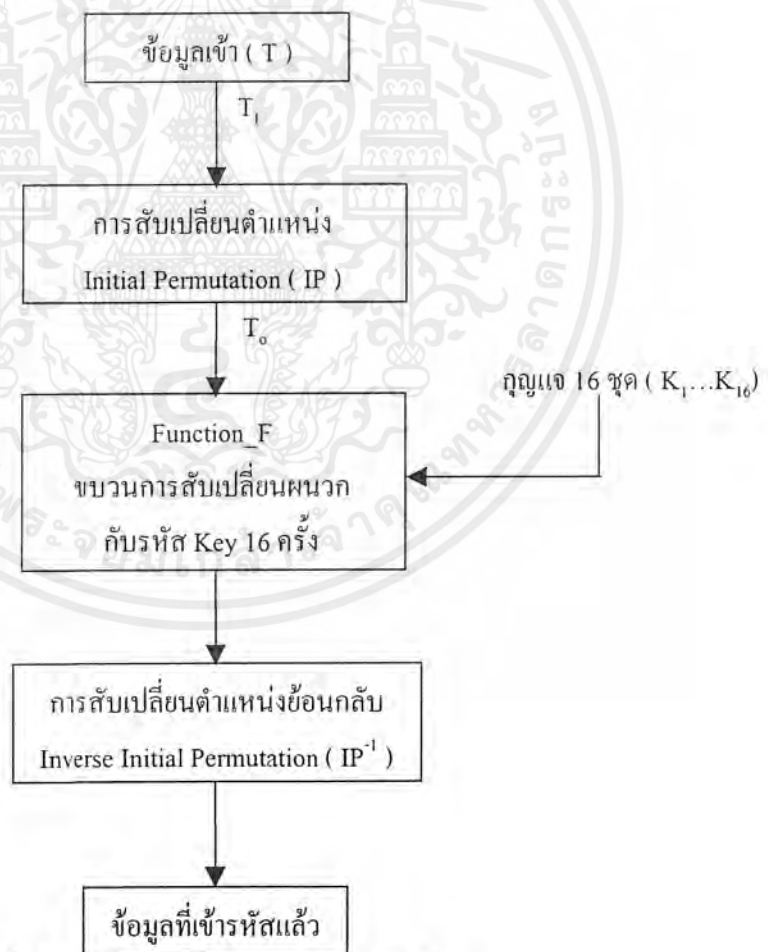 ข้อมูลเข้า ( T )
T₁
การสับเปลี่ยนตำแหน่ง
Initial Permutation ( IP )
Tₒ
กุญแจ 16 ชุด ( K₁...K₁₆)
Function_F
ขบวนการสับเปลี่ยนผนวก
กับรหัส Key 16 ครั้ง
การสับเปลี่ยนตำแหน่งย้อนกลับ
Inverse Initial Permutation ( IP⁻¹ )
ข้อมูลที่เข้ารหัสแล้ว